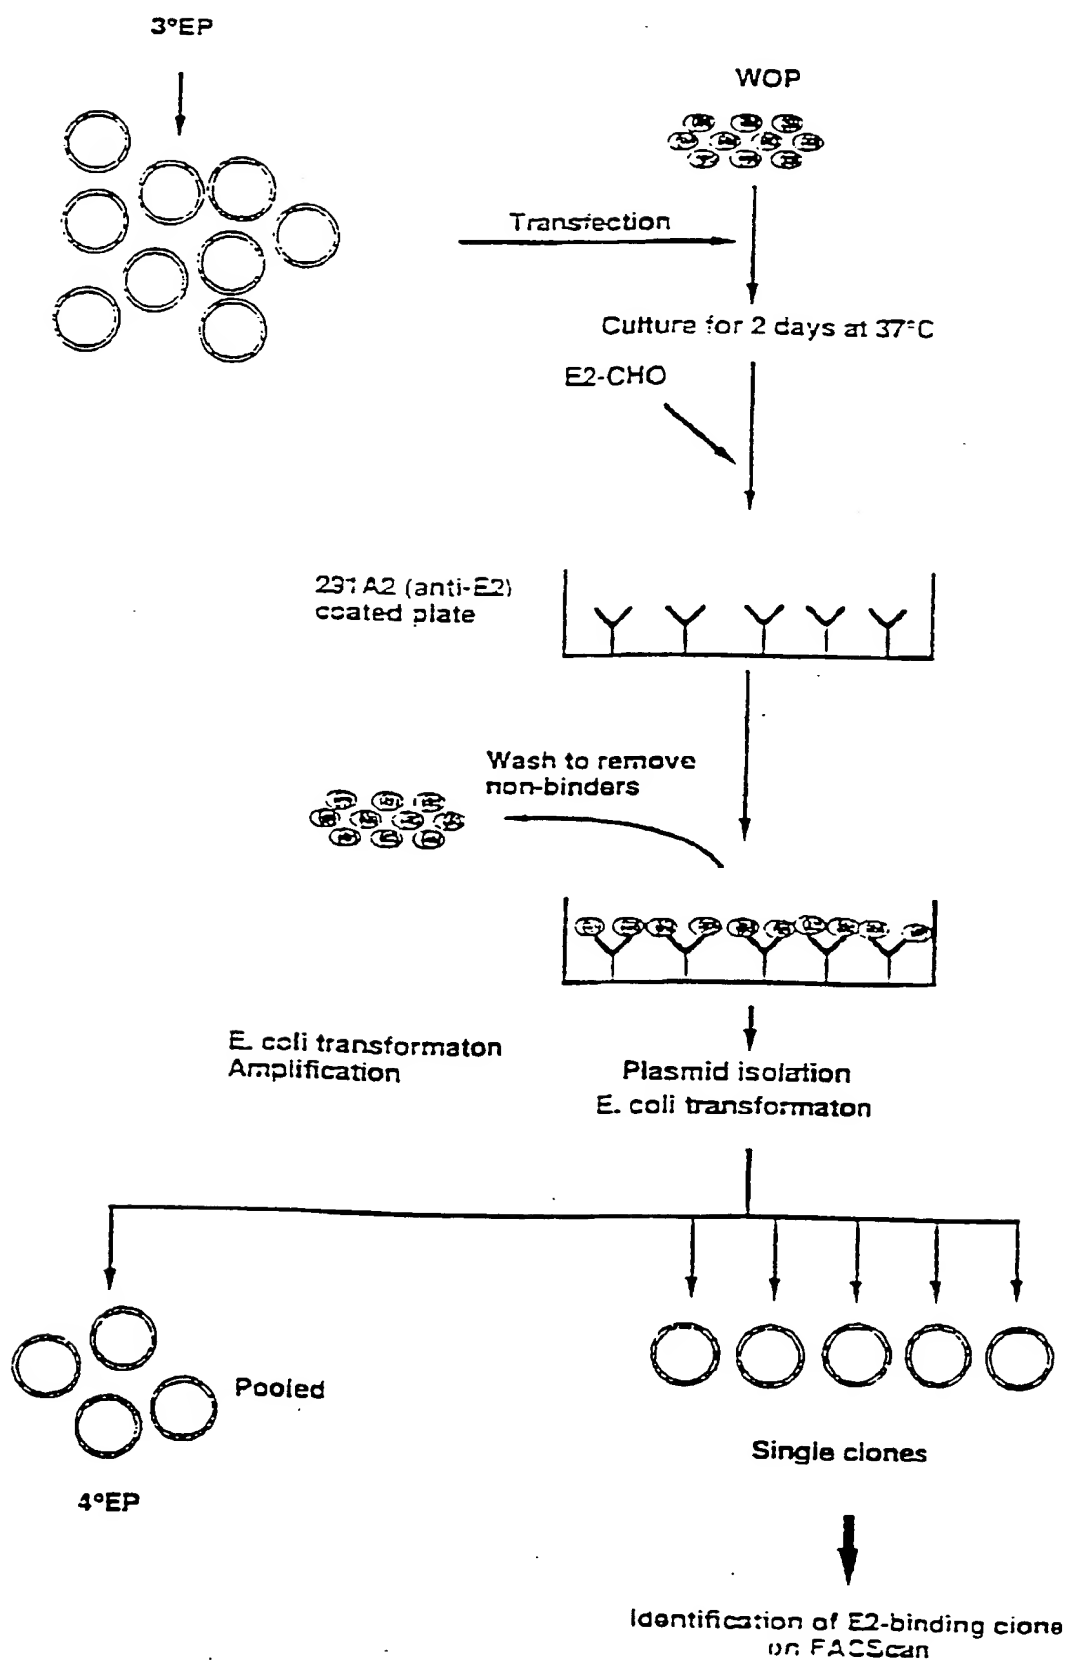 3°EP
WOP
Transfection
Culture for 2 days at 37°C
E2-CHO
291A2 (anti-E2)
coated plate
Wash to remove
non-binders
E. coli transformaton
Amplification
Plasmid isolation
E. coli transformaton
Pooled
4°EP
Single clones
Identification of E2-binding clone
on FACScan